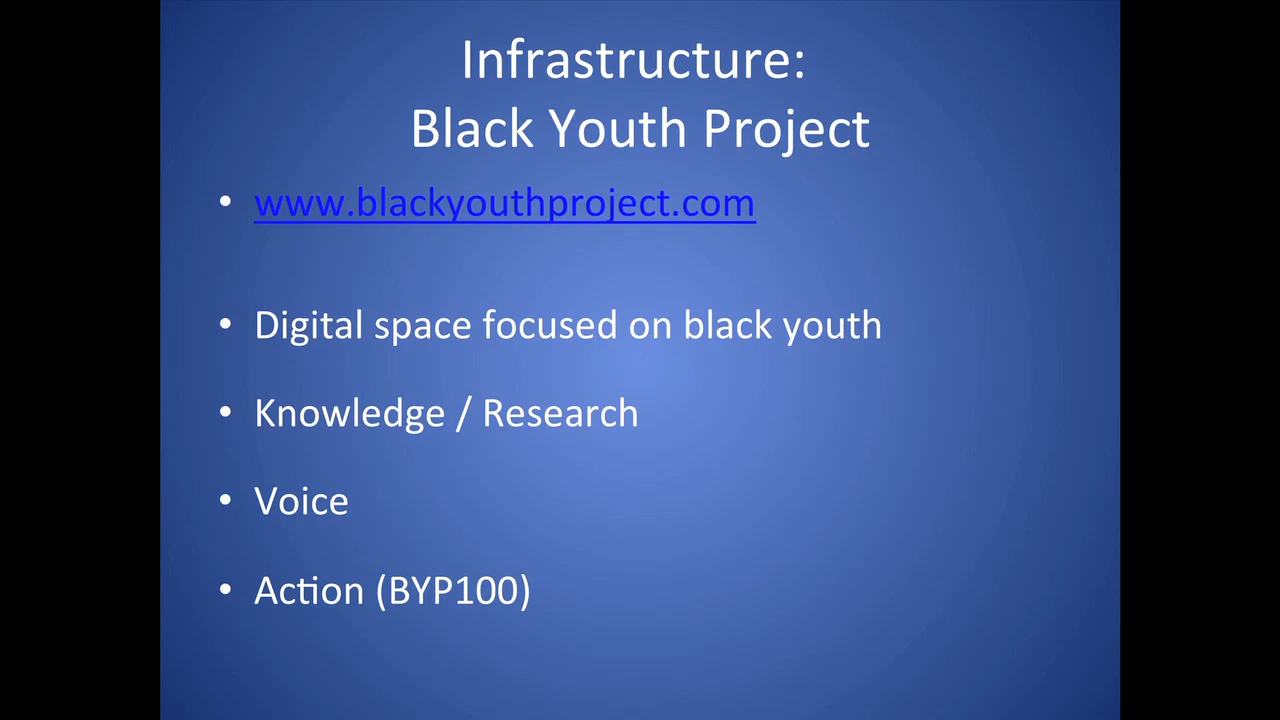 Infrastructure:
Black Youth Project
• www.blackyouthproject.com
• Digital space focused on black youth
• Knowledge / Research
• Voice
• Action (BYP100)